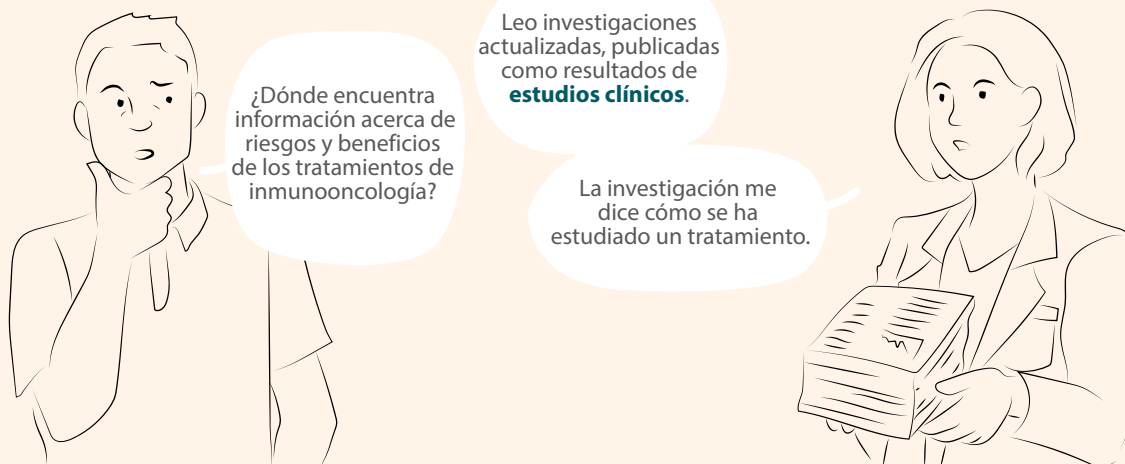 ¿Dónde encuentra
información acerca de
riesgos y beneficios
de los tratamientos de
inmunooncología?
Leo investigaciones
actualizadas, publicadas
como resultados de
estudios clínicos.
La investigación me
dice cómo se ha
estudiado un tratamiento.